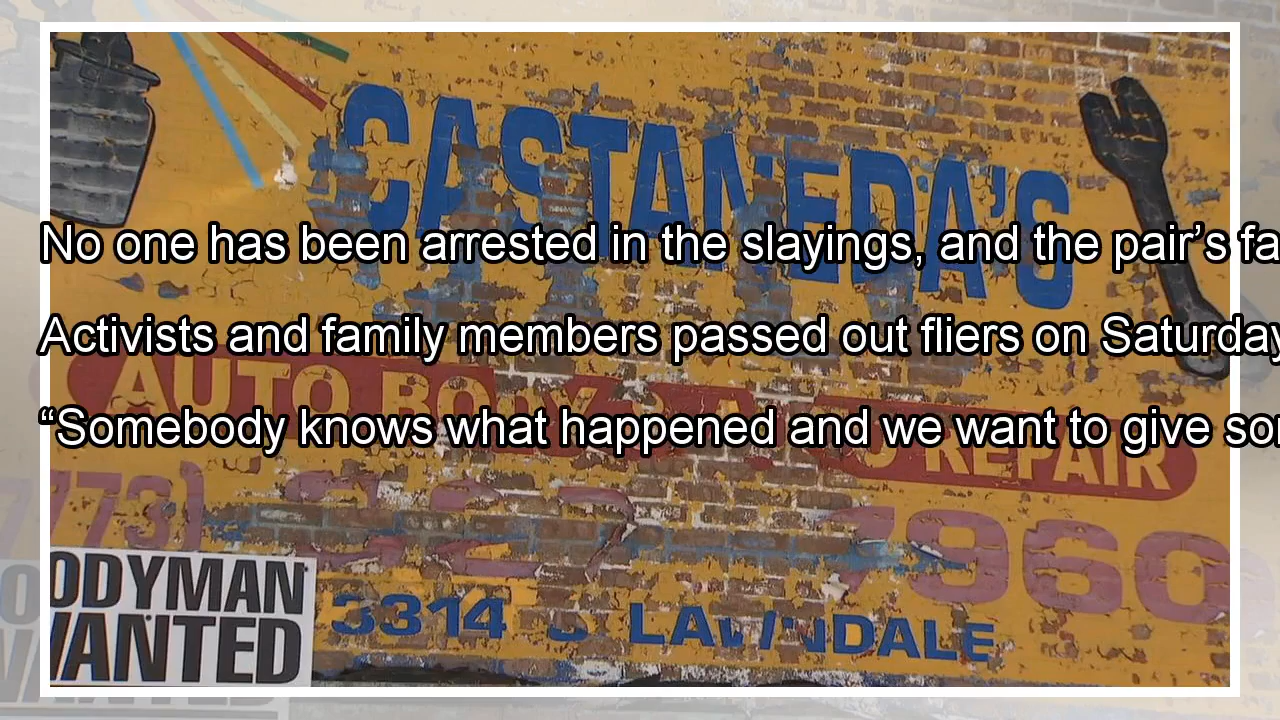 CASTANEDA'S
No one has been arrested in the slayings, and the pair’s fa
Activists and family members passed out fliers on Saturday
“Somebody knows what happened and we want to give so
AUTO BODY
REPAIR
(773)
7960
ODYMAN
WANTED
3314 S LAWNDALE